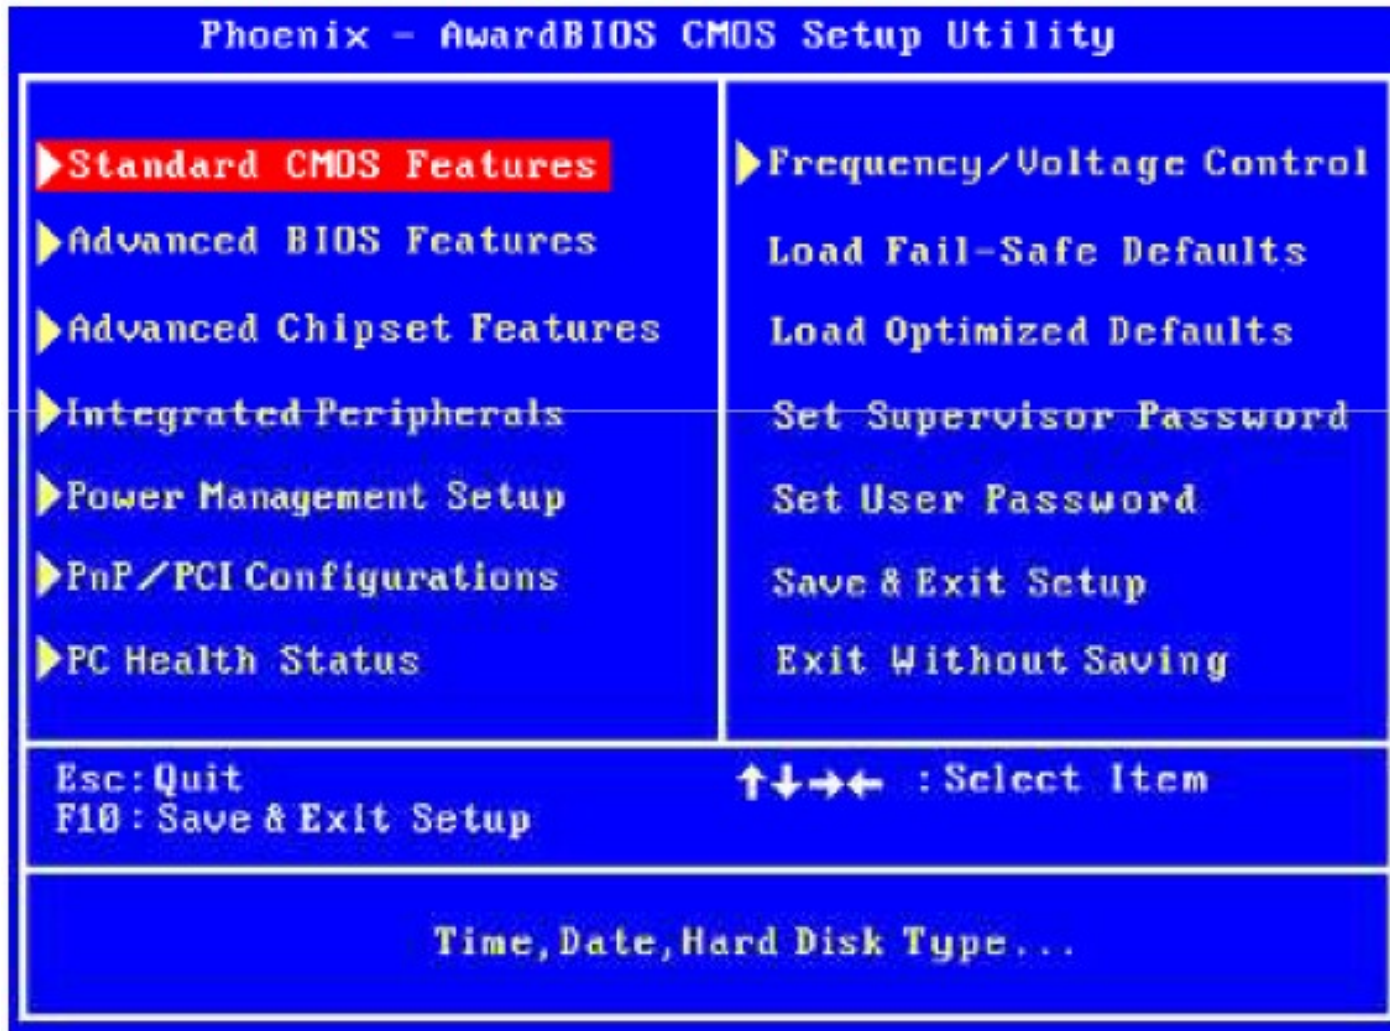 Phoenix - AwardBIOS CMOS Setup Utility
Standard CMOS Features
Advanced BIOS Features
Advanced Chipset Features
Integrated Peripherals
Power Management Setup
PnP/PCI Configurations
PC Health Status
Frequency/Voltage Control
Load Fail-Safe Defaults
Load Optimized Defaults
Set Supervisor Password
Set User Password
Save & Exit Setup
Exit Without Saving
Esc:Quit
F10:Save & Exit Setup
↑↓→← :Select Item
Time,Date,Hard Disk Type...